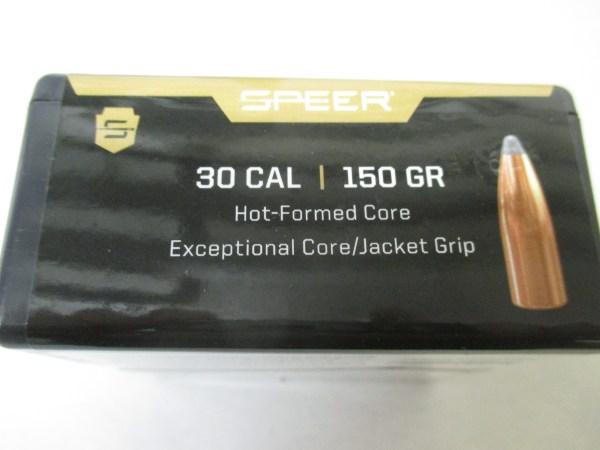 SPEER®
S
30 CAL | 150 GR
Hot-Formed Core
Exceptional Core/Jacket Grip